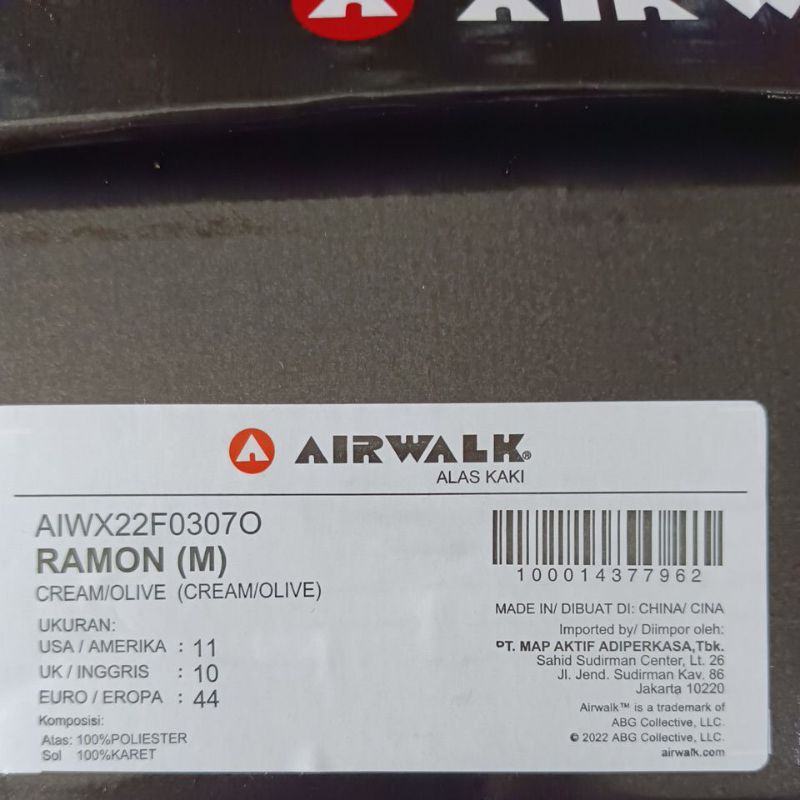 AIRW
AIRWALK®
ALAS KAKI
AIWX22F0307O
RAMON (M)
CREAM/OLIVE (CREAM/OLIVE)
UKURAN:
USA / AMERIKA : 11
UK / INGGRIS : 10
EURO / EROPA : 44
Komposisi:
Atas: 100%POLIESTER
Sol 100%KARET
100014377962
MADE IN/ DIBUAT DI: CHINA/ CINA
Imported by/ Diimpor oleh:
PT. MAP AKTIF ADIPERKASA,Tbk.
Sahid Sudirman Center, Lt. 26
Jl. Jend. Sudirman Kav. 86
Jakarta 10220
Airwalk™ is a trademark of
ABG Collective, LLC.
© 2022 ABG Collective, LLC.
airwalk.com